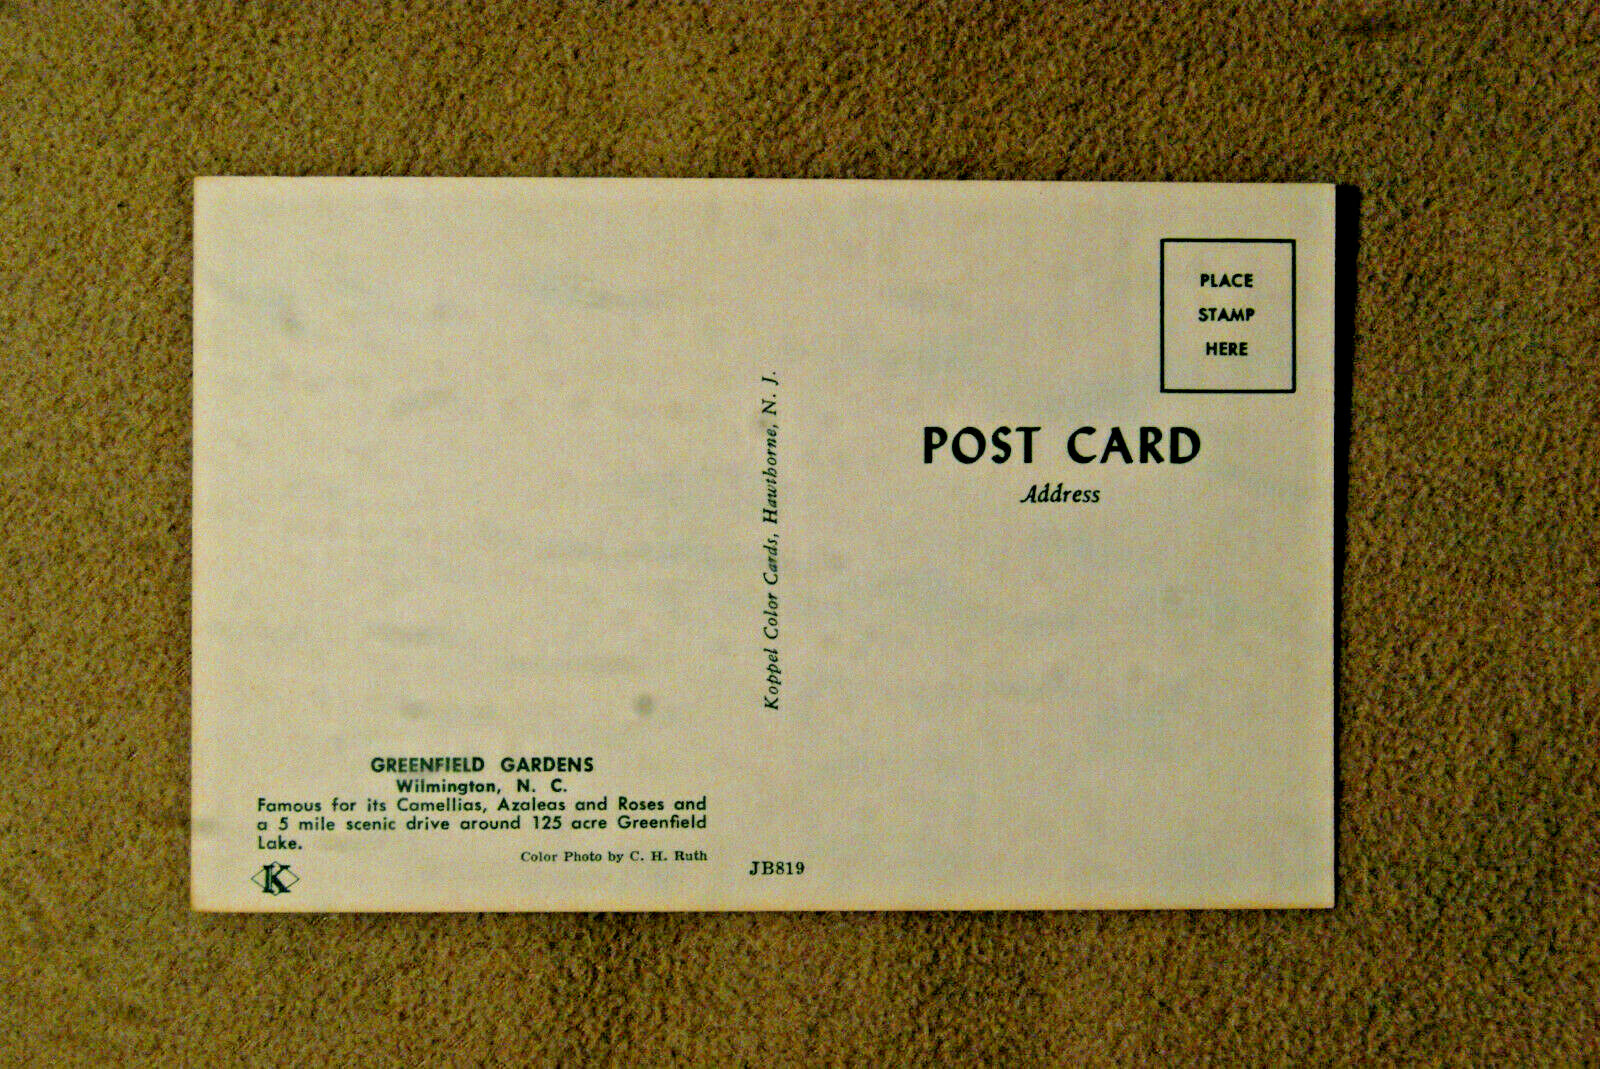 PLACE
STAMP
HERE
POST CARD
Address
Koppel Color Cards, Hawthorne, N. J.
GREENFIELD GARDENS
Wilmington, N. C.
Famous for its Camellias, Azaleas and Roses and
a 5 mile scenic drive around 125 acre Greenfield
Lake.
Color Photo by C. H. Ruth
K
JB819